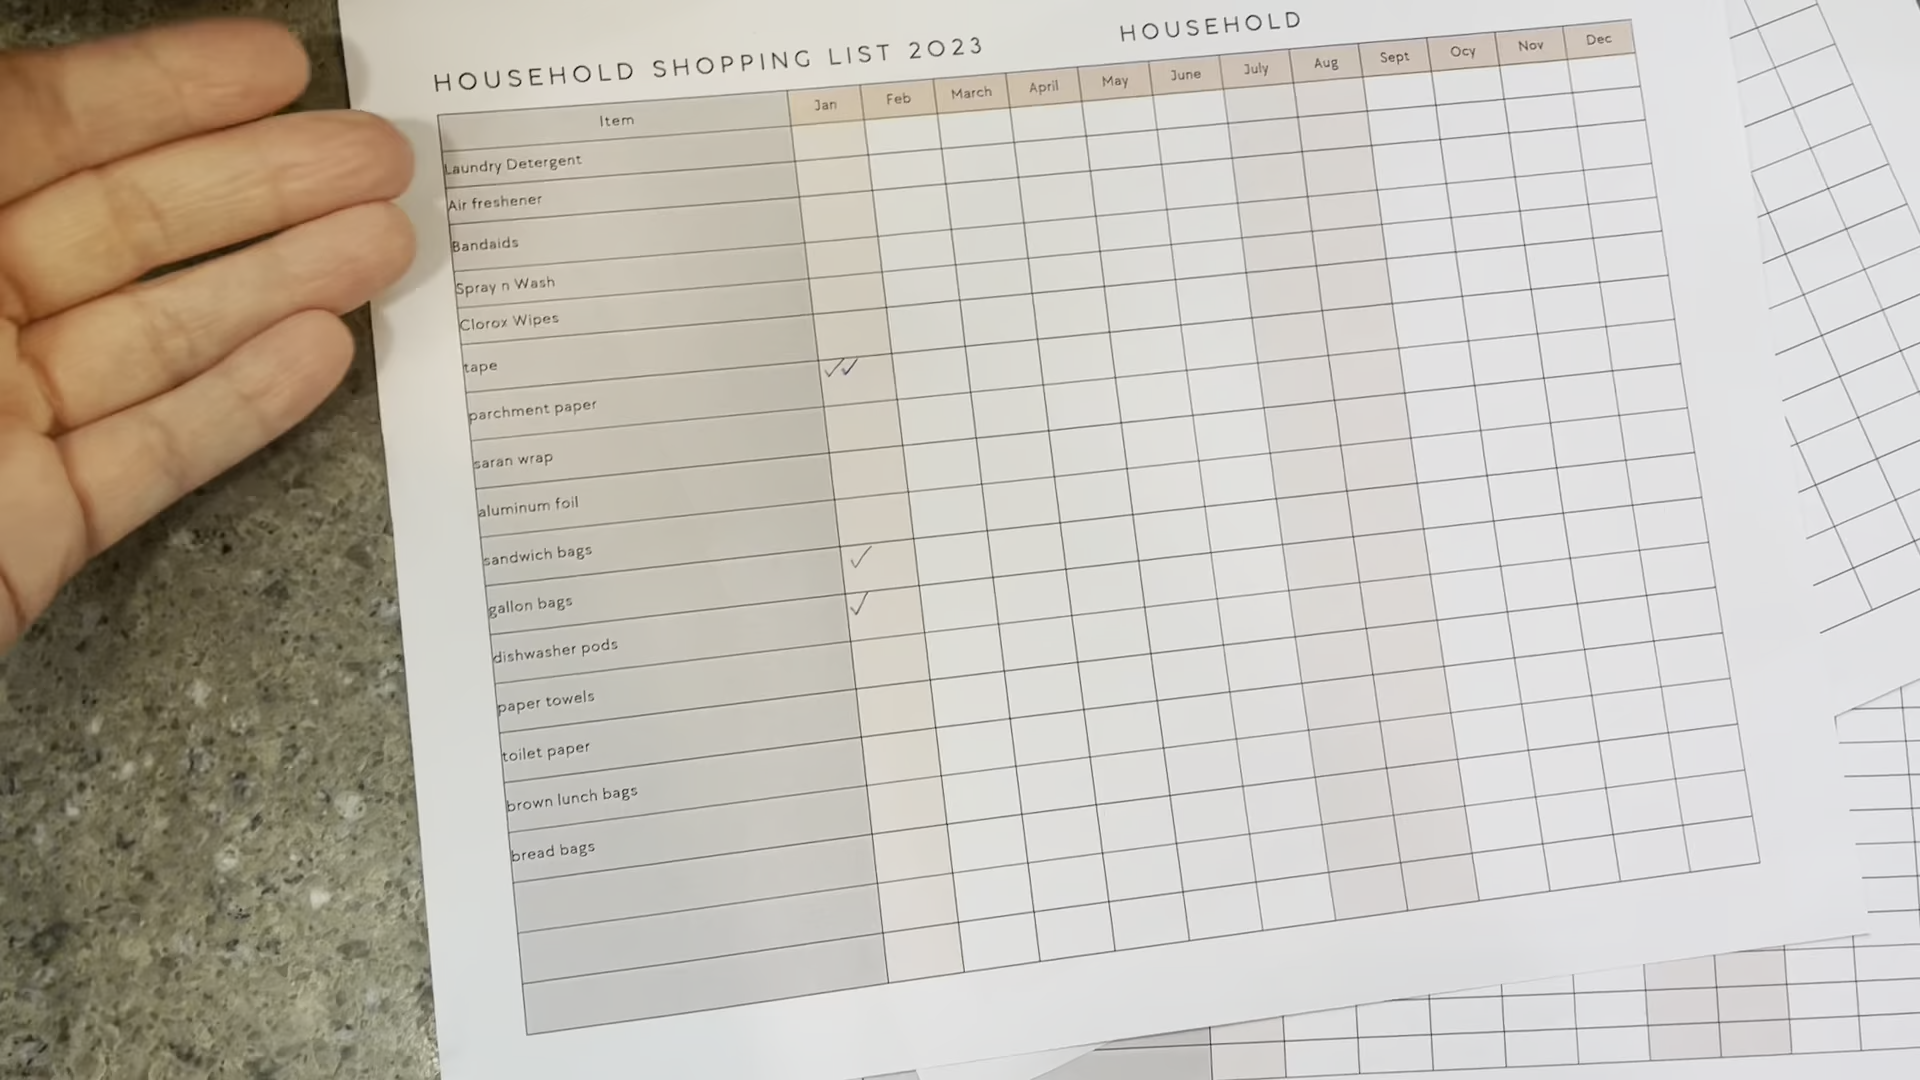 HOUSEHOLD SHOPPING LIST 2023 HOUSEHOLD
Item Jan Feb March April May June July Aug Sept Ocy Nov Dec
Laundry Detergent
Air freshener
Bandaids
Spray n Wash
Clorox Wipes
tape ✓✓
parchment paper
saran wrap
aluminum foil
sandwich bags ✓
gallon bags ✓
dishwasher pods
paper towels
toilet paper
brown lunch bags
bread bags